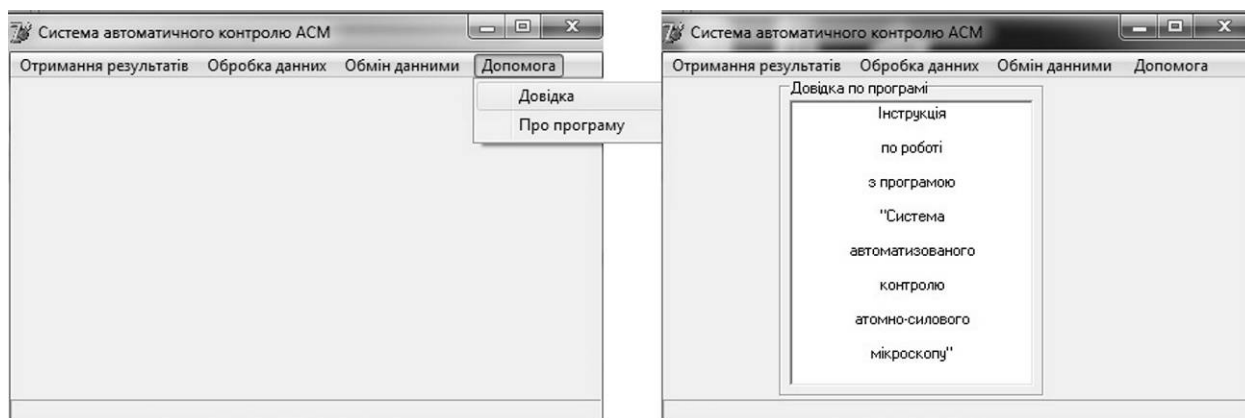 Система автоматичного контролю АСМ
Отримання результатів Обробка данних Обмін данними Допомога
Довідка
Про програму
Система автоматичного контролю АСМ
Отримання результатів Обробка данних Обмін данними Допомога
Довідка по програмі
Інструкція
по роботі
з програмою
"Система
автоматизованого
контролю
атомно-силового
мікроскопу"